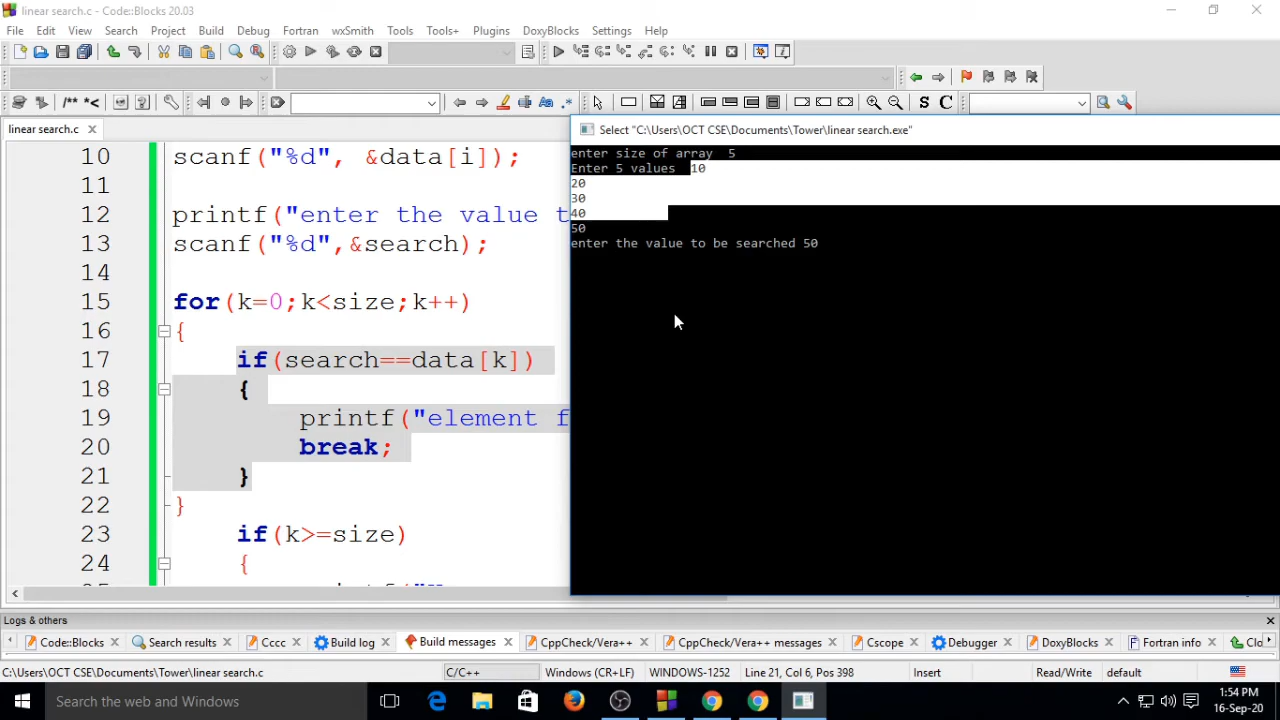 linear search.c - Code::Blocks 20.03
File Edit View Search Project Build Debug Fortran wxSmith Tools Tools+ Plugins DoxyBlocks Settings Help
/** *<
S C
linear search.c
Select "C:\Users\OCT CSE\Documents\Tower\linear search.exe"
enter size of array 5
Enter 5 values 10
20
30
40
50
enter the value to be searched 50
10 scanf("%d", &data[i]);
11
12 printf("enter the value t
13 scanf("%d",&search);
14
15 for(k=0;k<size;k++)
16 {
17 if(search==data[k])
18 {
19 printf("element f
20 break;
21 }
22 }
23 if(k>=size)
24 {
Logs & others
Code::Blocks Search results Cccc Build log Build messages CppCheck/Vera++ CppCheck/Vera++ messages Cscope Debugger DoxyBlocks Fortran info Clo
C:\Users\OCT CSE\Documents\Tower\linear search.c C/C++ Windows (CR+LF) WINDOWS-1252 Line 21, Col 6, Pos 398 Insert Read/Write default
Search the web and Windows
1:54 PM
16-Sep-20